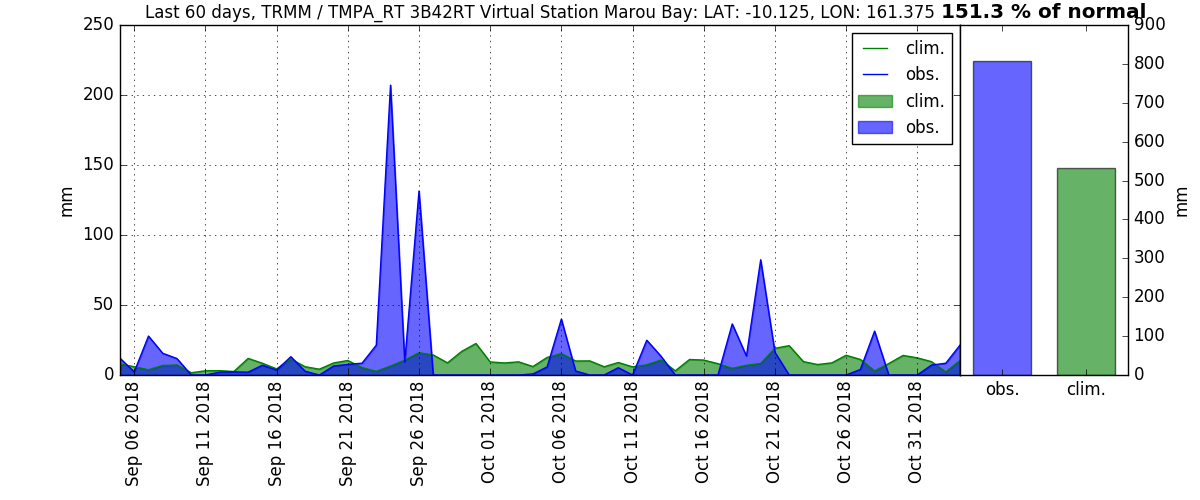 Last 60 days, TRMM / TMPA_RT 3B42RT Virtual Station Marou Bay: LAT: -10.125, LON: 161.375 151.3 % of normal
250
200
150
100
50
0
mm
clim.
obs.
clim.
obs.
900
800
700
600
500
400
300
200
100
0
mm
obs.
clim.
Sep 06 2018
Sep 11 2018
Sep 16 2018
Sep 21 2018
Sep 26 2018
Oct 01 2018
Oct 06 2018
Oct 11 2018
Oct 16 2018
Oct 21 2018
Oct 26 2018
Oct 31 2018